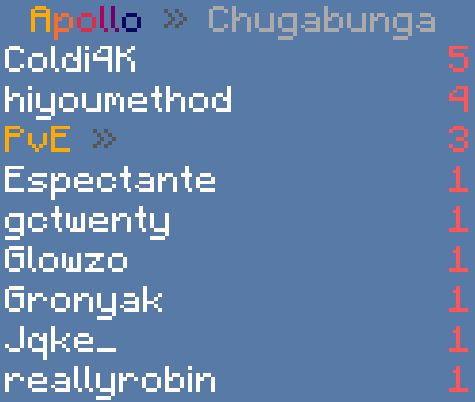 Apollo » Chugabunga
Coldi4K 5
hiyoumethod 4
PvE » 3
Espectante 1
gctwenty 1
Glowzo 1
Gronyak 1
Jqke_ 1
reallyrobin 1